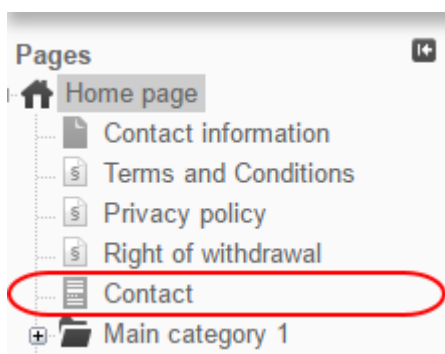 Pages
Home page
Contact information
§ Terms and Conditions
§ Privacy policy
§ Right of withdrawal
Contact
Main category 1